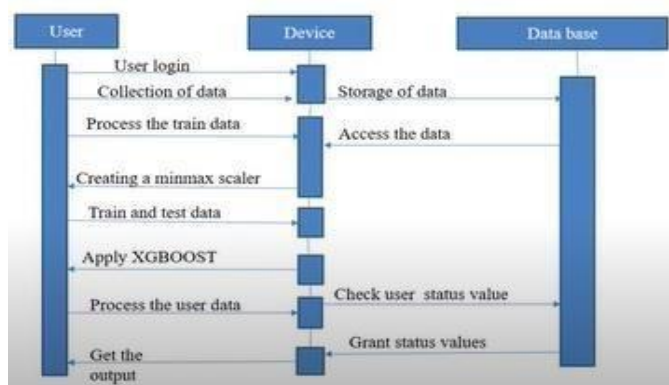 User
Device
Data base
User login
Collection of data
Storage of data
Process the train data
Access the data
Creating a minmax scaler
Train and test data
Apply XGBOOST
Check user status value
Process the user data
Grant status values
Get the
output